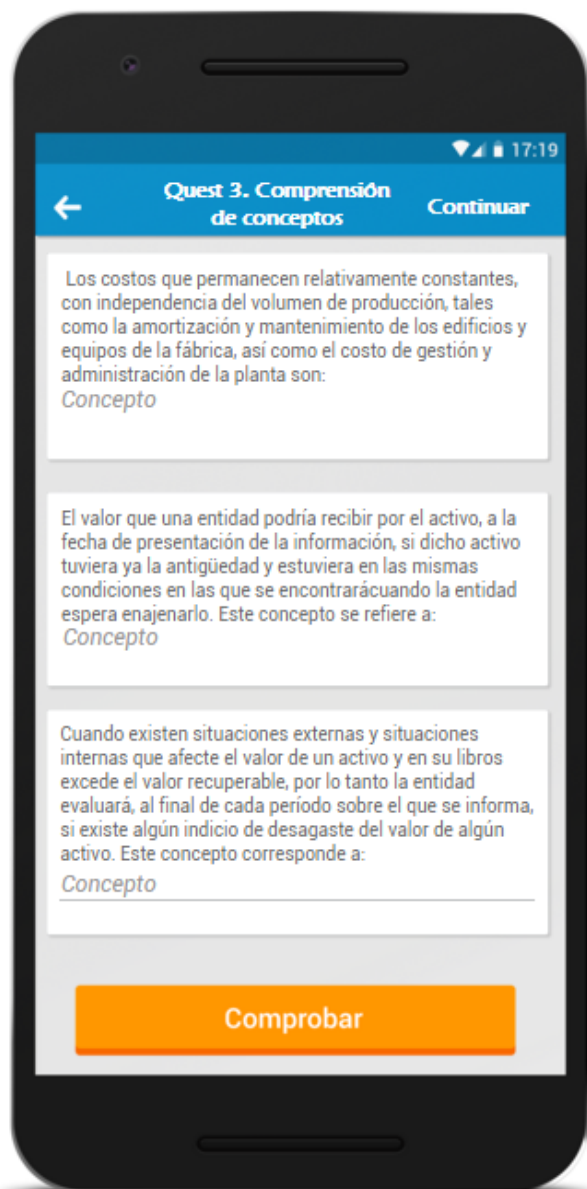 17:19
Quest 3. Comprensión
de conceptos
Continuar
Los costos que permanecen relativamente constantes,
con independencia del volumen de producción, tales
como la amortización y mantenimiento de los edificios y
equipos de la fábrica, así como el costo de gestión y
administración de la planta son:
Concepto
El valor que una entidad podría recibir por el activo, a la
fecha de presentación de la información, si dicho activo
tuviera ya la antigüedad y estuviera en las mismas
condiciones en las que se encontrarácuando la entidad
espera enajenarlo. Este concepto se refiere a:
Concepto
Cuando existen situaciones externas y situaciones
internas que afecte el valor de un activo y en su libros
excede el valor recuperable, por lo tanto la entidad
evaluará, al final de cada período sobre el que se informa,
si existe algún indicio de desagaste del valor de algún
activo. Este concepto corresponde a:
Concepto
Comprobar